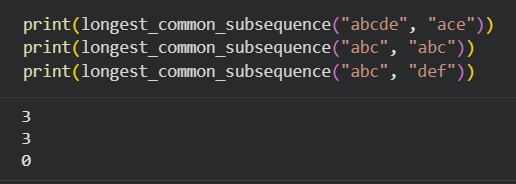 print(longest_common_subsequence("abcde", "ace"))
print(longest_common_subsequence("abc", "abc"))
print(longest_common_subsequence("abc", "def"))
3
3
0